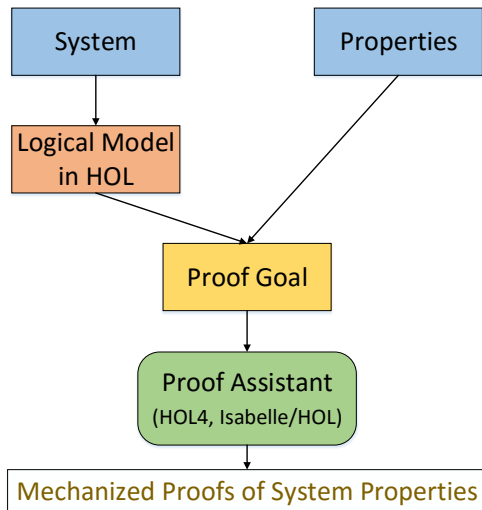 System
Properties
Logical Model
in HOL
Proof Goal
Proof Assistant
(HOL4, Isabelle/HOL)
Mechanized Proofs of System Properties